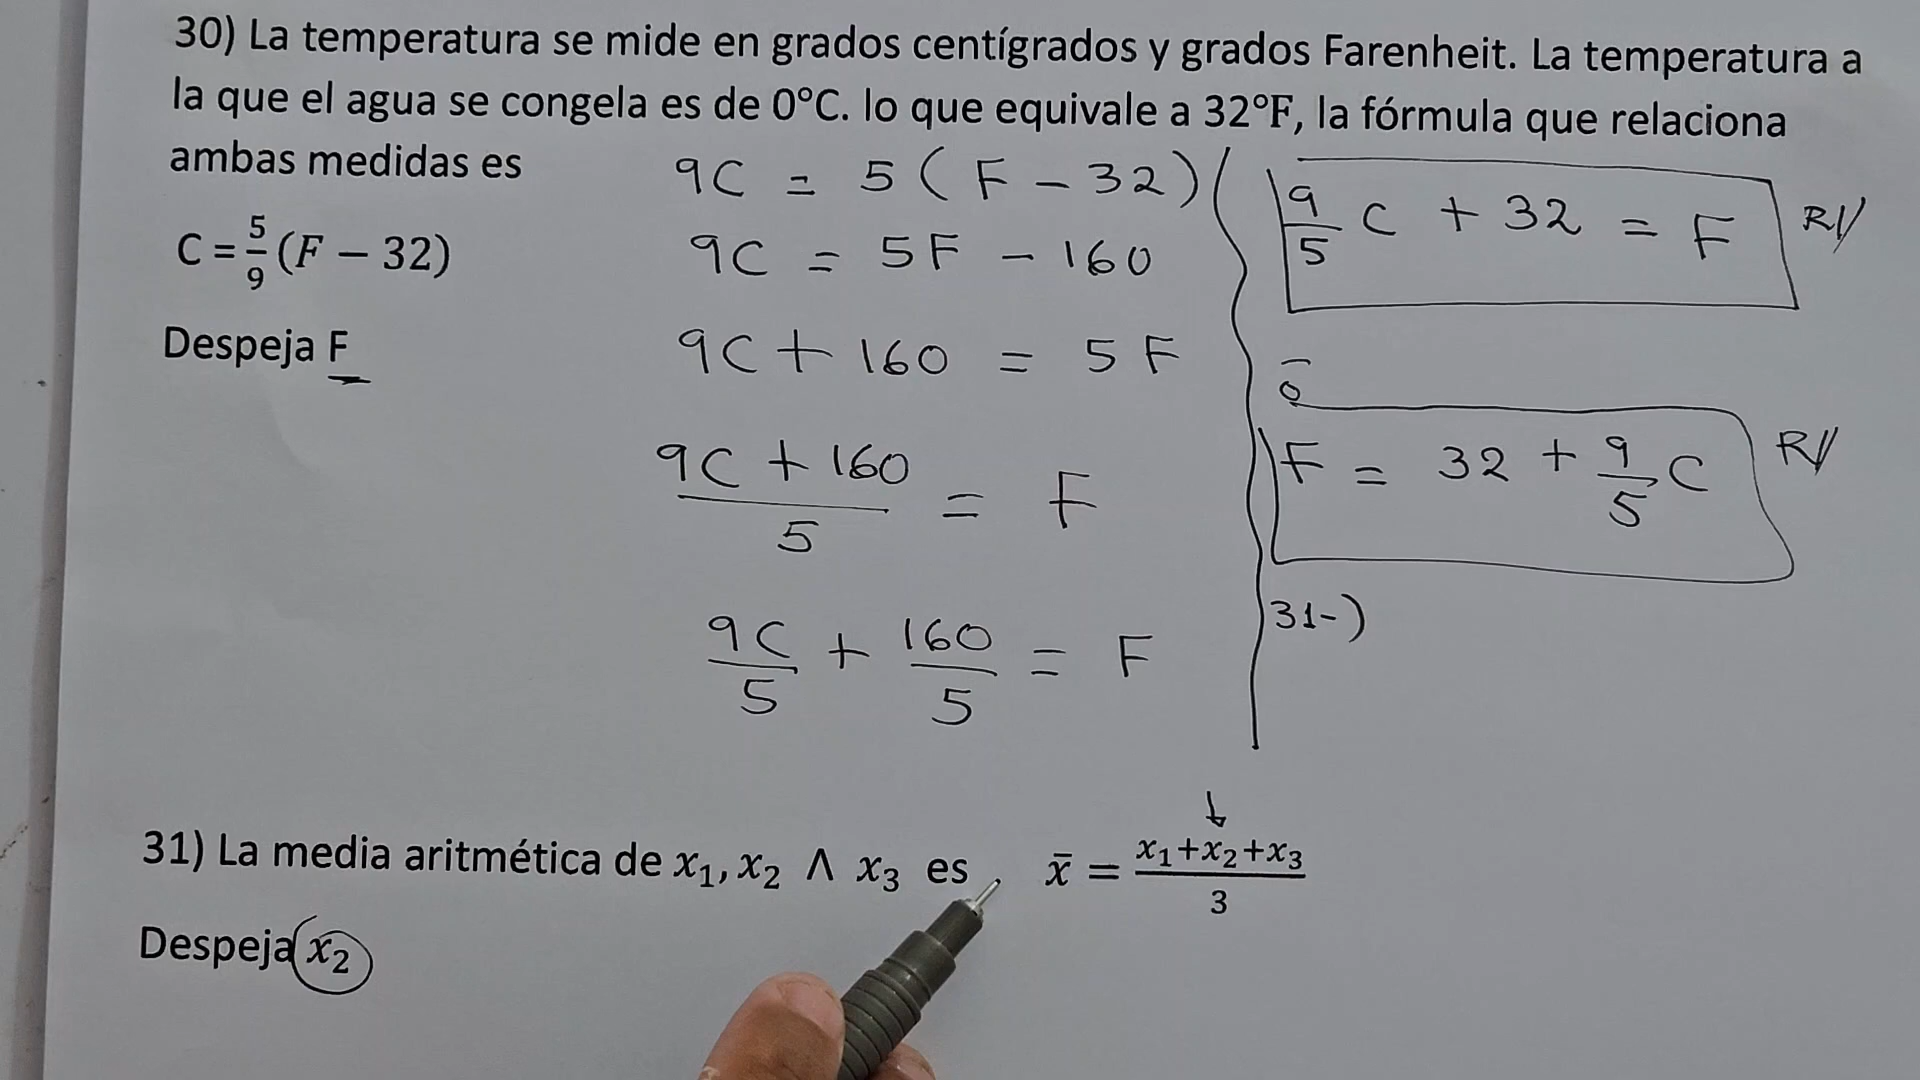 30) La temperatura se mide en grados centígrados y grados Farenheit. La temperatura a
la que el agua se congela es de 0°C. lo que equivale a 32°F, la fórmula que relaciona
ambas medidas es
C = 5/9 (F − 32)
Despeja F
9C = 5(F − 32)
9C = 5F − 160
9C + 160 = 5F
(9C + 160)/5 = F
9C/5 + 160/5 = F
9/5 C + 32 = F R//
ó
F = 32 + 9/5 C R//
31-)
31) La media aritmética de x₁, x₂ Λ x₃ es x̄ = (x₁+x₂+x₃)/3
Despeja x₂